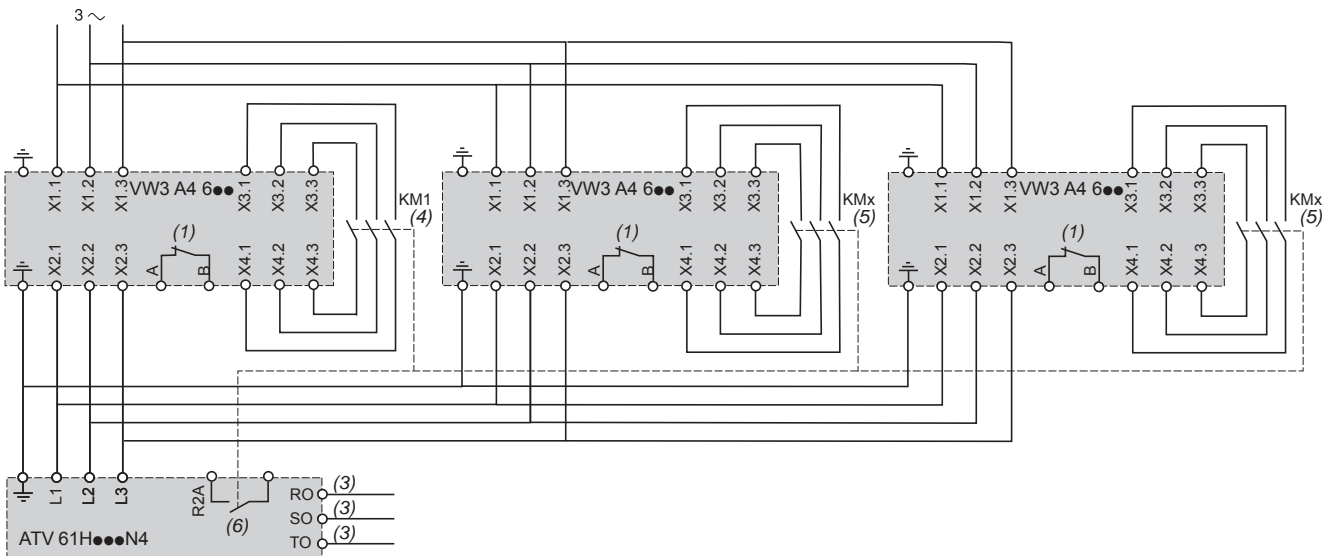 3 ∼
X1.1 X1.2 X1.3 VW3 A4 6●● X3.1 X3.2 X3.3
KM1
(4)
(1)
X2.1 X2.2 X2.3 A B X4.1 X4.2 X4.3
X1.1 X1.2 X1.3 VW3 A4 6●● X3.1 X3.2 X3.3
KMx
(5)
(1)
X2.1 X2.2 X2.3 A B X4.1 X4.2 X4.3
X1.1 X1.2 X1.3 VW3 A4 6●● X3.1 X3.2 X3.3
KMx
(5)
(1)
X2.1 X2.2 X2.3 A B X4.1 X4.2 X4.3
L1 L2 L3 R2A
(6)
RO (3)
SO (3)
TO (3)
ATV 61H●●●N4